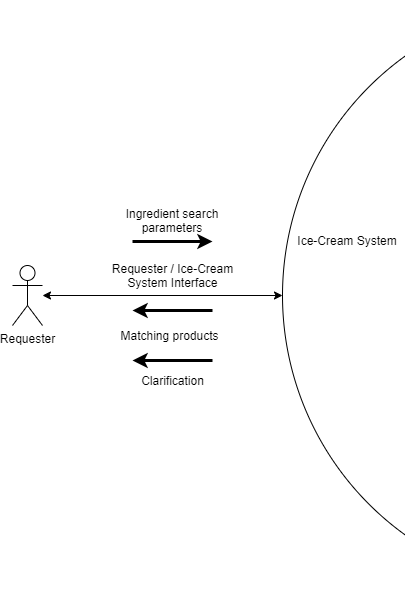 Ingredient search
parameters
Ice-Cream System
Requester / Ice-Cream
System Interface
Requester
Matching products
Clarification